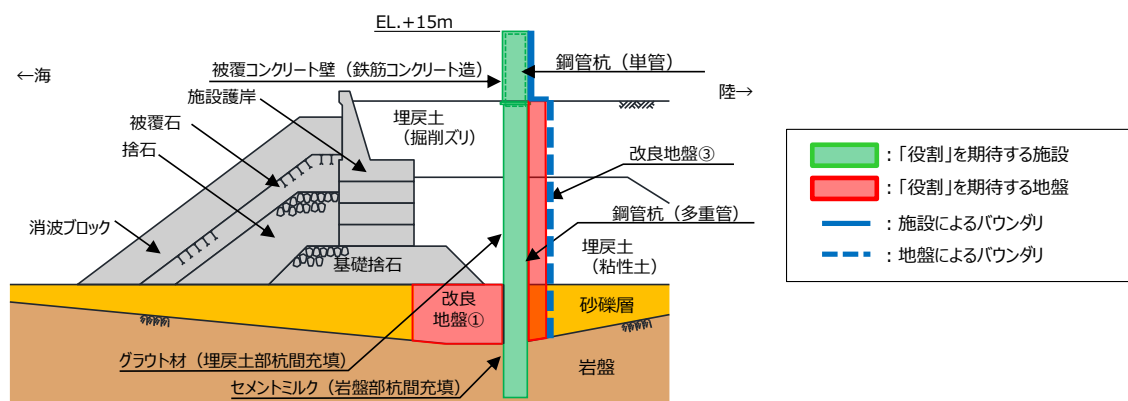 EL.+15m
←海
陸→
鋼管杭（単管）
被覆コンクリート壁（鉄筋コンクリート造）
施設護岸
被覆石
捨石
消波ブロック
埋戻土
（掘削ズリ）
改良地盤③
鋼管杭（多重管）
埋戻土
（粘性土）
基礎捨石
改良
地盤①
砂礫層
グラウト材（埋戻土部杭間充填）
セメントミルク（岩盤部杭間充填）
岩盤
：「役割」を期待する施設
：「役割」を期待する地盤
：施設によるバウンダリ
：地盤によるバウンダリ